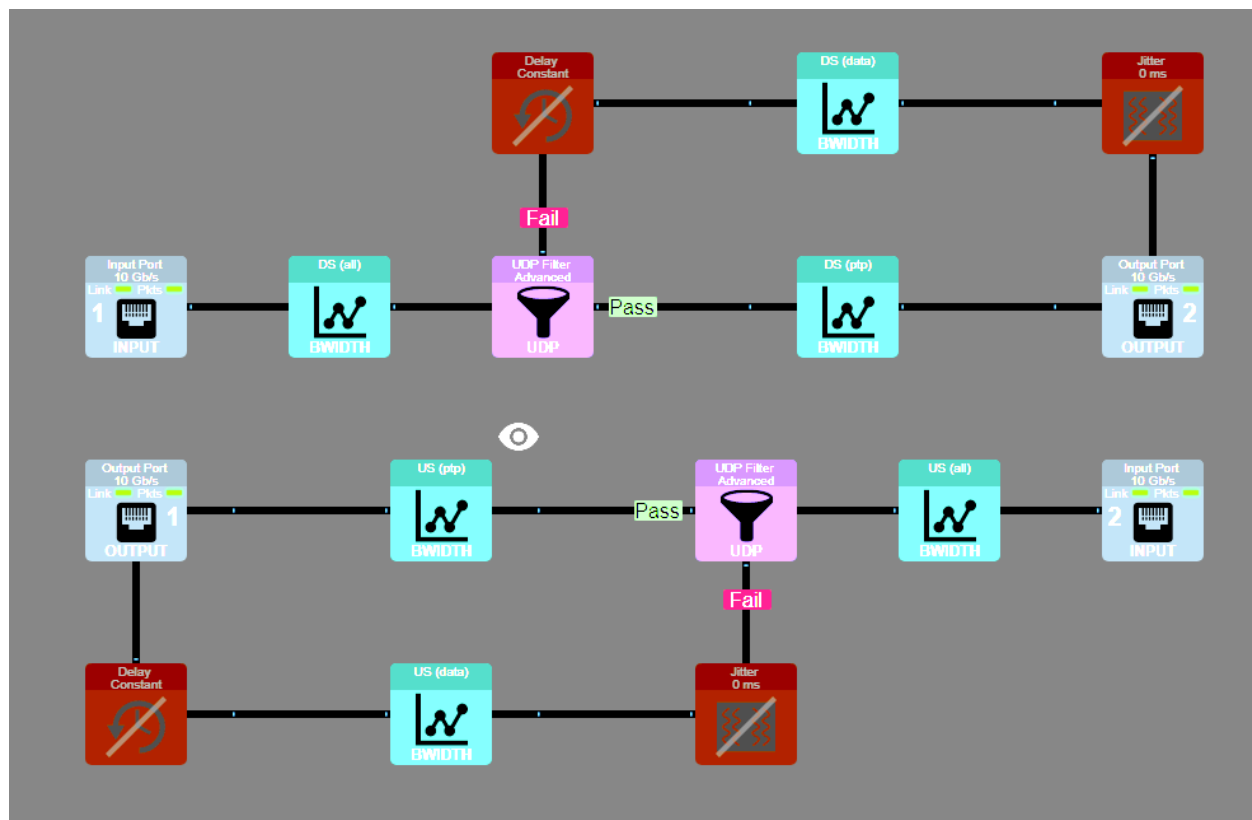 Delay
Constant
DS (data)
BWIDTH
Jitter
0 ms
Fail
Input Port
10 Gb/s
Link Pkts
1
INPUT
DS (all)
BWIDTH
UDP Filter
Advanced
UDP
Pass
DS (ptp)
BWIDTH
Output Port
10 Gb/s
Link Pkts
2
OUTPUT
Output Port
10 Gb/s
Link Pkts
1
OUTPUT
US (ptp)
BWIDTH
Pass
UDP Filter
Advanced
UDP
US (all)
BWIDTH
Input Port
10 Gb/s
Link Pkts
2
INPUT
Fail
Delay
Constant
US (data)
BWIDTH
Jitter
0 ms